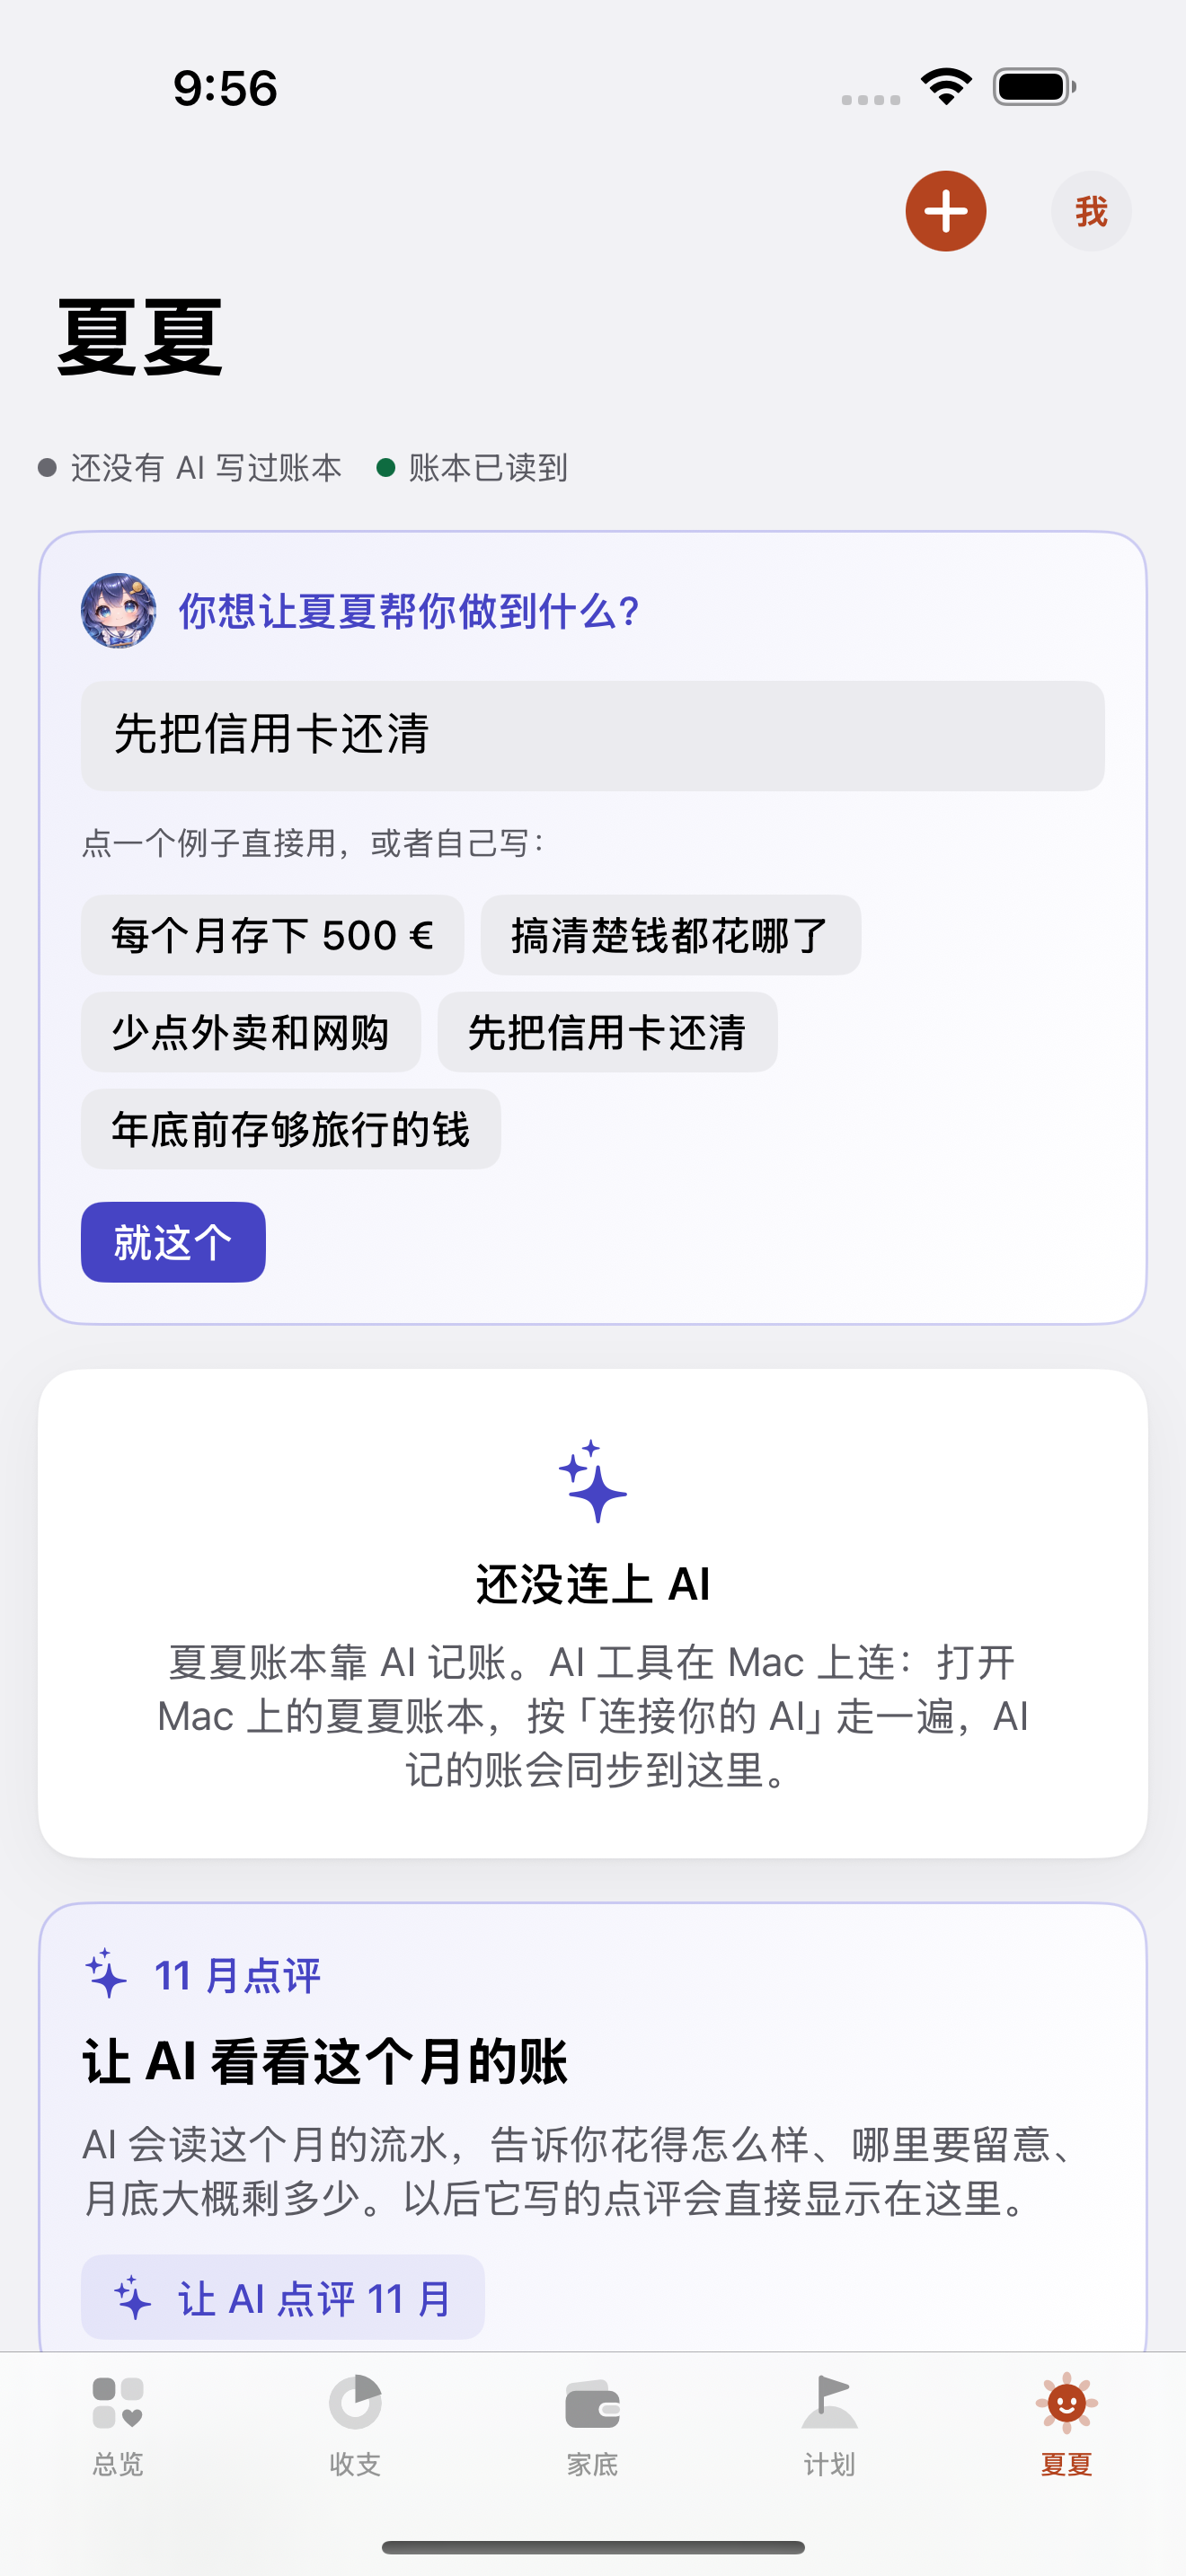 9:56
我
夏夏
还没有 AI 写过账本 账本已读到
你想让夏夏帮你做到什么?
先把信用卡还清
点一个例子直接用，或者自己写：
每个月存下 500 € 搞清楚钱都花哪了
少点外卖和网购 先把信用卡还清
年底前存够旅行的钱
就这个
还没连上 AI
夏夏账本靠 AI 记账。AI 工具在 Mac 上连：打开
Mac 上的夏夏账本，按「连接你的 AI」走一遍，AI
记的账会同步到这里。
11 月点评
让 AI 看看这个月的账
AI 会读这个月的流水，告诉你花得怎么样、哪里要留意、
月底大概剩多少。以后它写的点评会直接显示在这里。
让 AI 点评 11 月
总览 收支 家底 计划 夏夏